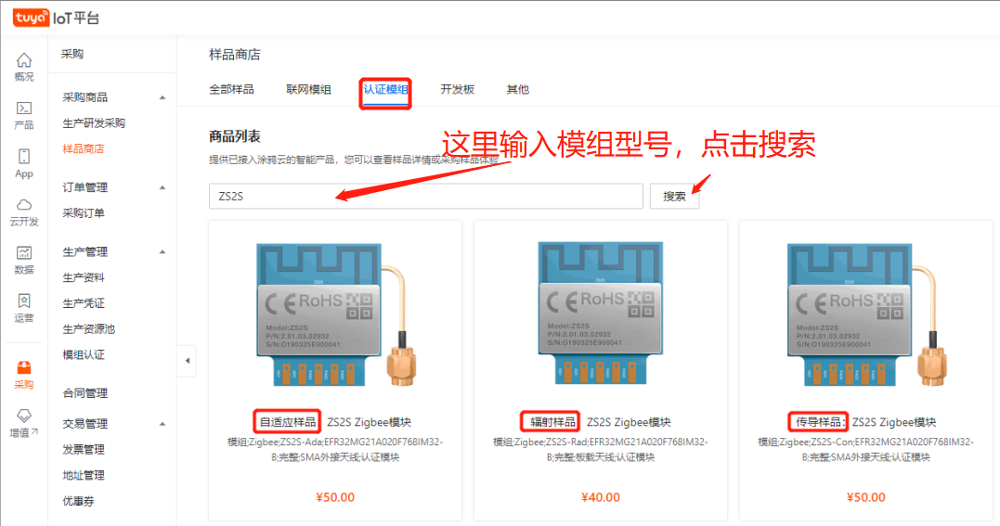 tuya IoT平台
概况
产品
App
云开发
数据
运营
采购
增值
采购
采购商品
生产研发采购
样品商店
订单管理
采购订单
生产管理
生产资料
生产凭证
生产资源池
模组认证
合同管理
交易管理
发票管理
地址管理
优惠券
样品商店
全部样品 联网模组 认证模组 开发板 其他
商品列表
这里输入模组型号，点击搜索
提供已接入涂鸦云的智能产品，您可以查看样品详情或采购样品体验
ZS2S 搜索
ZS2S
CE RoHS
Model:ZS2S
P/N:2.01.03.02932
S/N:O190325E900041
自适应样品 ZS2S Zigbee模块
模组;Zigbee;ZS2S-Ada;EFR32MG21A020F768IM32-
B;完整;SMA外接天线;认证模块
¥50.00
ZS2S
CE RoHS
Model:ZS2S
P/N:2.01.03.02932
S/N:O190325E900041
辐射样品 ZS2S Zigbee模块
模组;Zigbee;ZS2S-Rad;EFR32MG21A020F768IM32-
B;完整;板载天线;认证模块
¥40.00
ZS2S
CE RoHS
Model:ZS2S
P/N:2.01.03.02932
S/N:O190325E900041
传导样品: ZS2S Zigbee模块
模组;Zigbee;ZS2S-Con;EFR32MG21A020F768IM32-
B;完整;SMA外接天线;认证模块
¥50.00